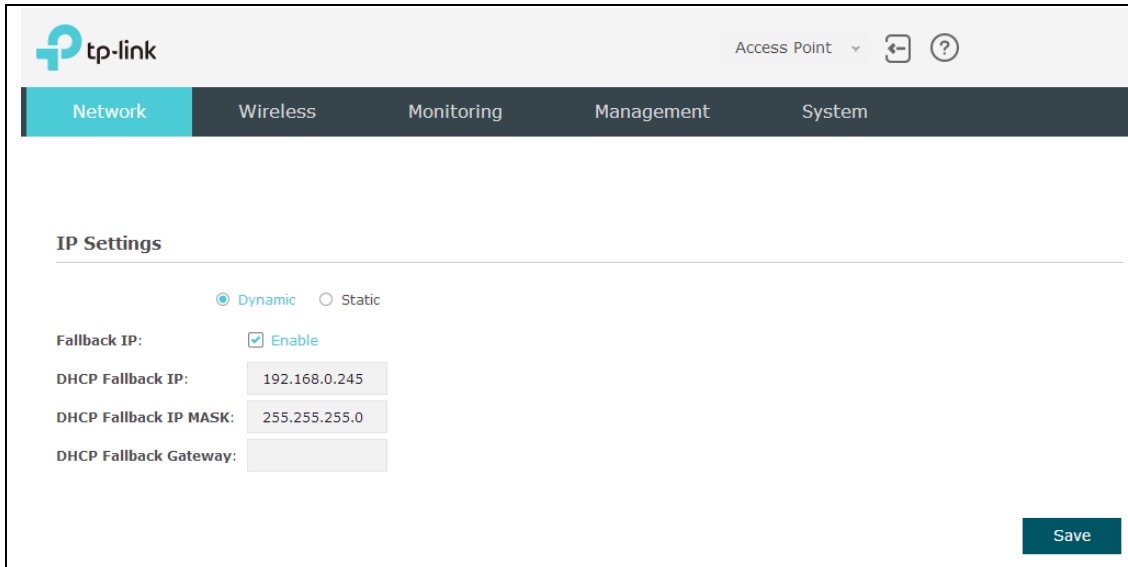 tp-link
Access Point
Network Wireless Monitoring Management System
IP Settings
Dynamic Static
Fallback IP: Enable
DHCP Fallback IP: 192.168.0.245
DHCP Fallback IP MASK: 255.255.255.0
DHCP Fallback Gateway:
Save